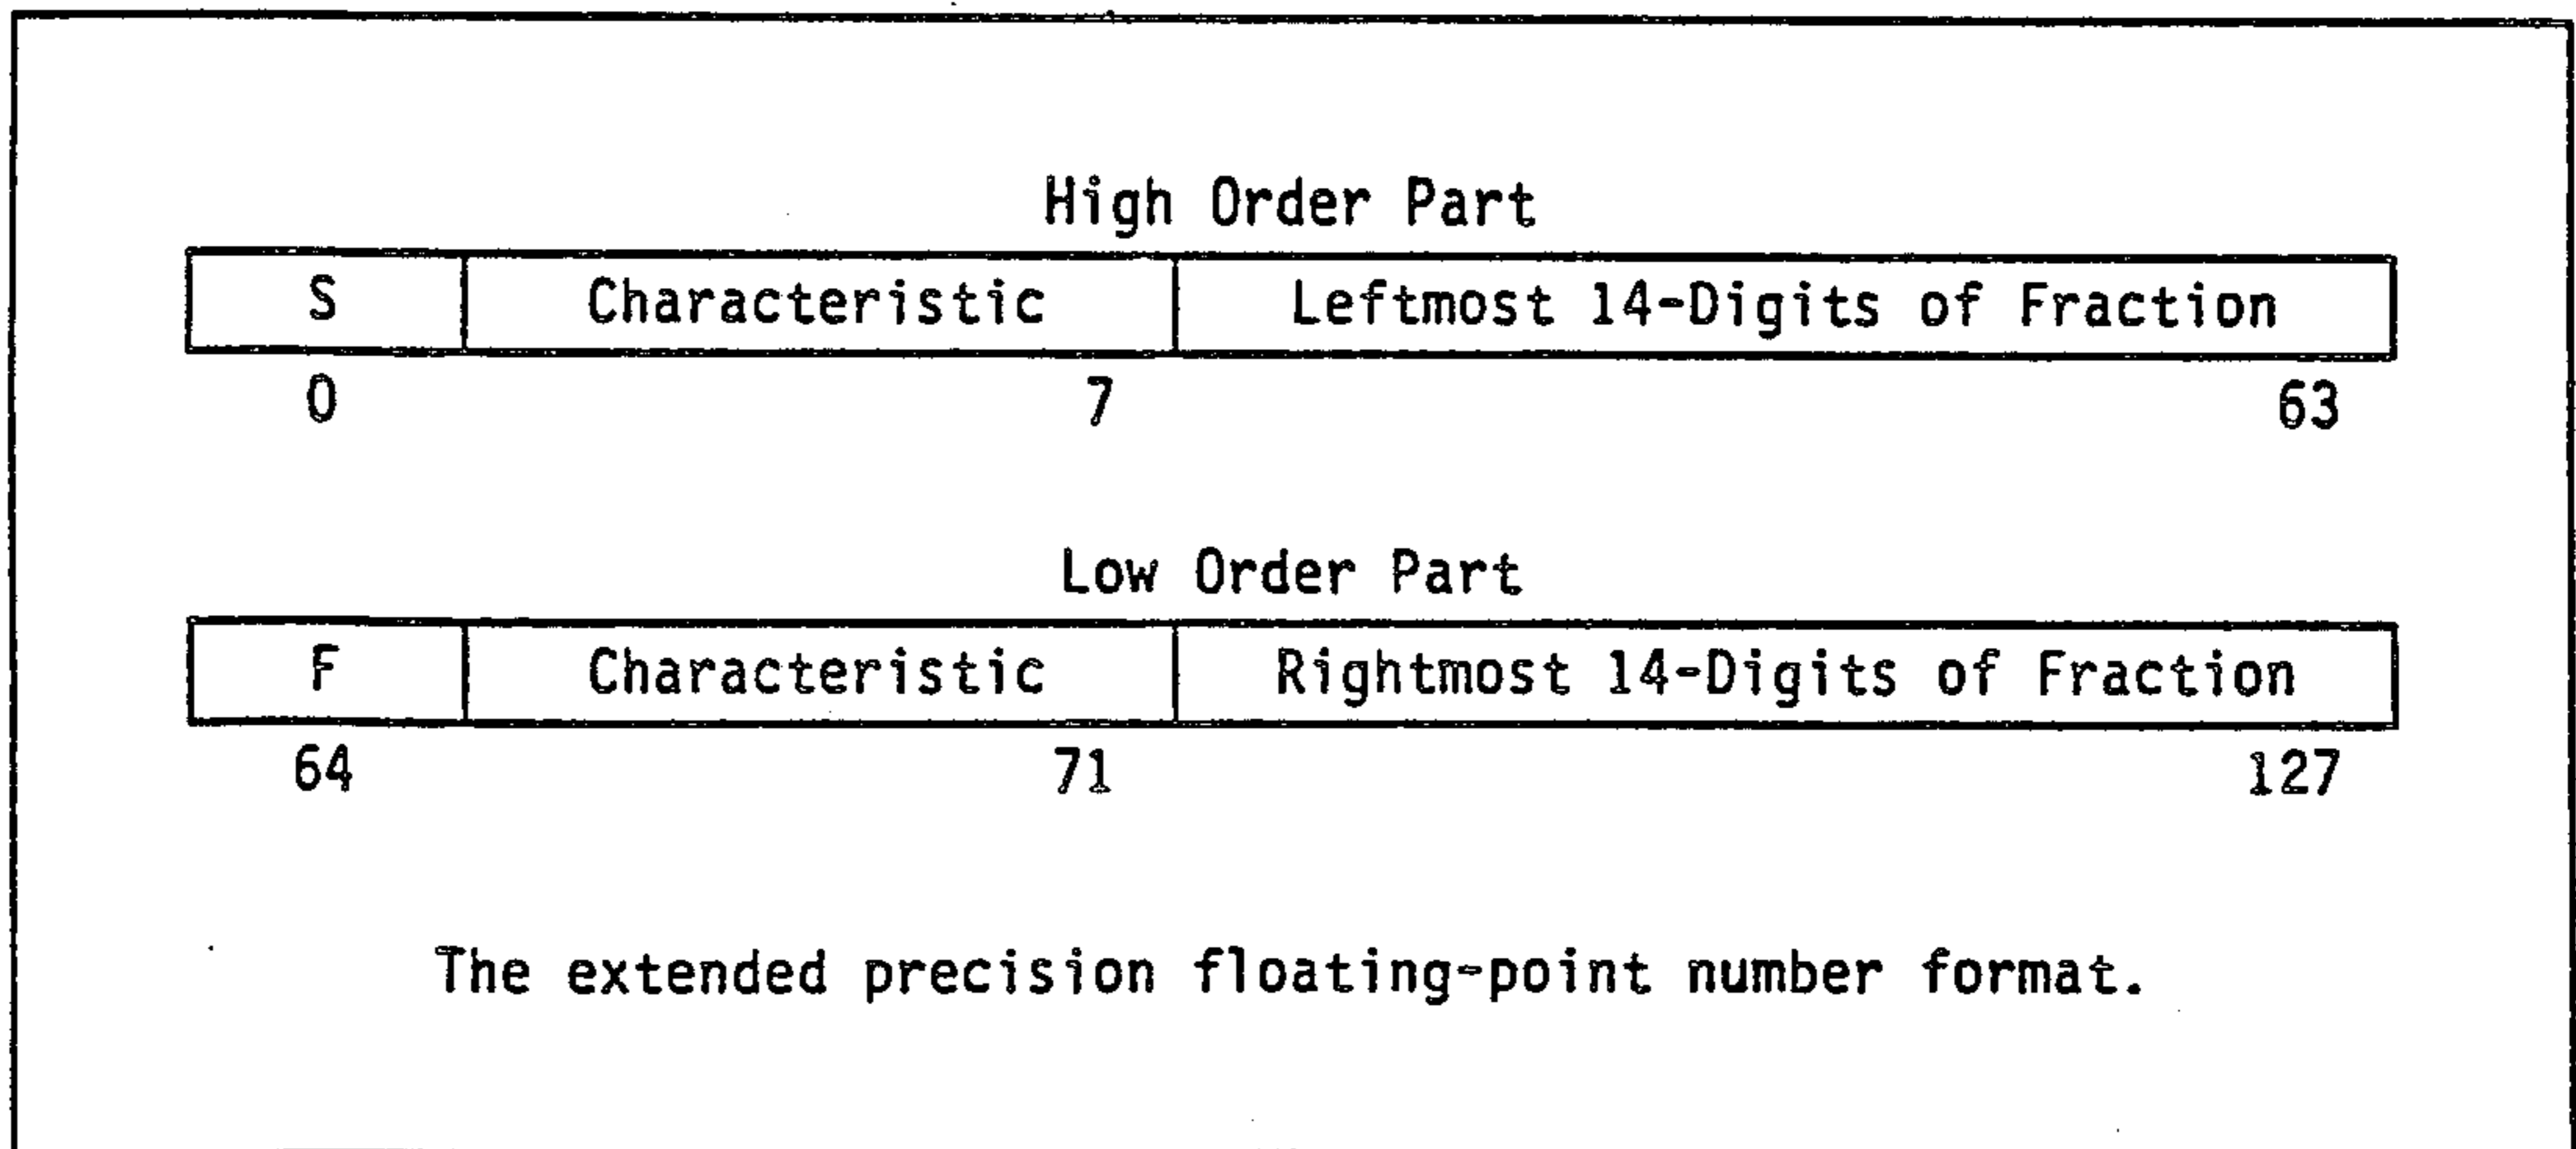 High Order Part
S Characteristic Leftmost 14-Digits of Fraction
0 7 63
Low Order Part
F Characteristic Rightmost 14-Digits of Fraction
64 71 127
The extended precision floating-point number format.